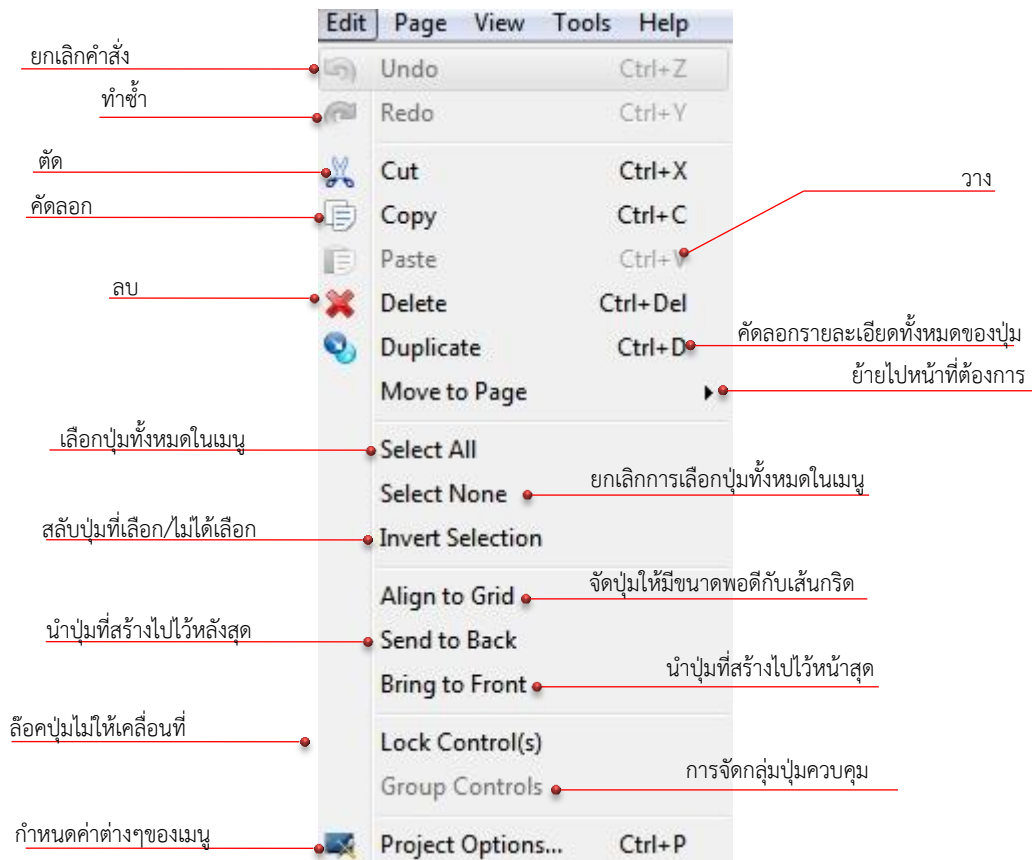 Edit Page View Tools Help
ยกเลิกคำสั่ง
Undo Ctrl+Z
ทำซ้ำ
Redo Ctrl+Y
ตัด
Cut Ctrl+X
วาง
คัดลอก
Copy Ctrl+C
Paste Ctrl+V
ลบ
Delete Ctrl+Del
คัดลอกรายละเอียดทั้งหมดของปุ่ม
Duplicate Ctrl+D
ย้ายไปหน้าที่ต้องการ
Move to Page
เลือกปุ่มทั้งหมดในเมนู
Select All
ยกเลิกการเลือกปุ่มทั้งหมดในเมนู
Select None
สลับปุ่มที่เลือก/ไม่ได้เลือก
Invert Selection
จัดปุ่มให้มีขนาดพอดีกับเส้นกริด
Align to Grid
นำปุ่มที่สร้างไปไว้หลังสุด
Send to Back
นำปุ่มที่สร้างไปไว้หน้าสุด
Bring to Front
ล๊อคปุ่มไม่ให้เคลื่อนที่
Lock Control(s)
การจัดกลุ่มปุ่มควบคุม
Group Controls
กำหนดค่าต่างๆของเมนู
Project Options... Ctrl+P